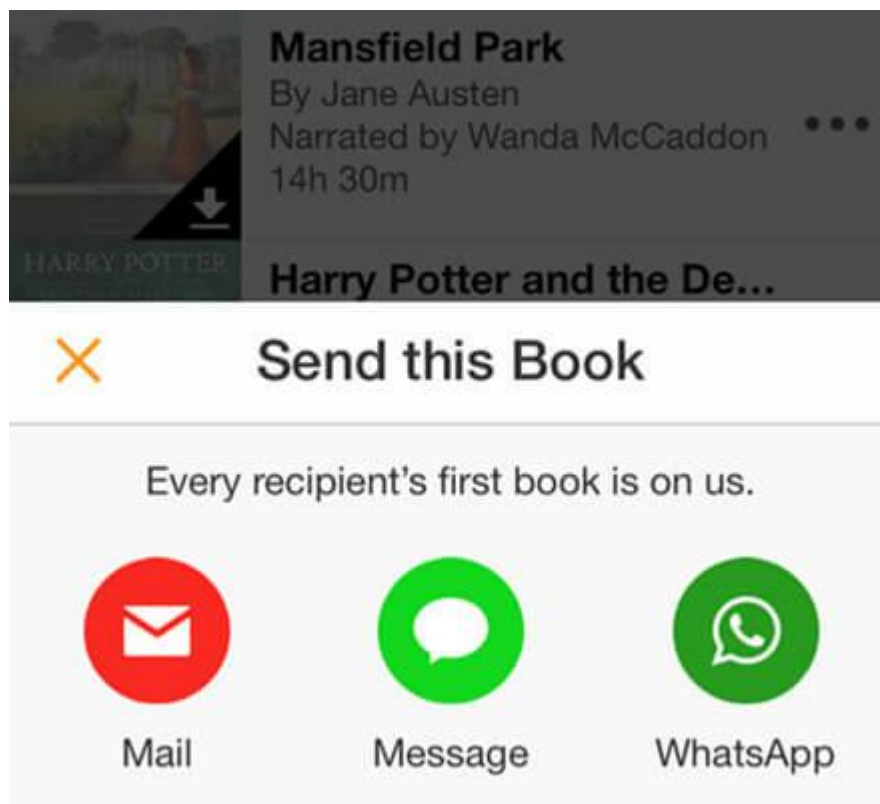 Mansfield Park
By Jane Austen
Narrated by Wanda McCaddon
14h 30m
HARRY POTTER
Harry Potter and the De...
Send this Book
Every recipient's first book is on us.
Mail
Message
WhatsApp